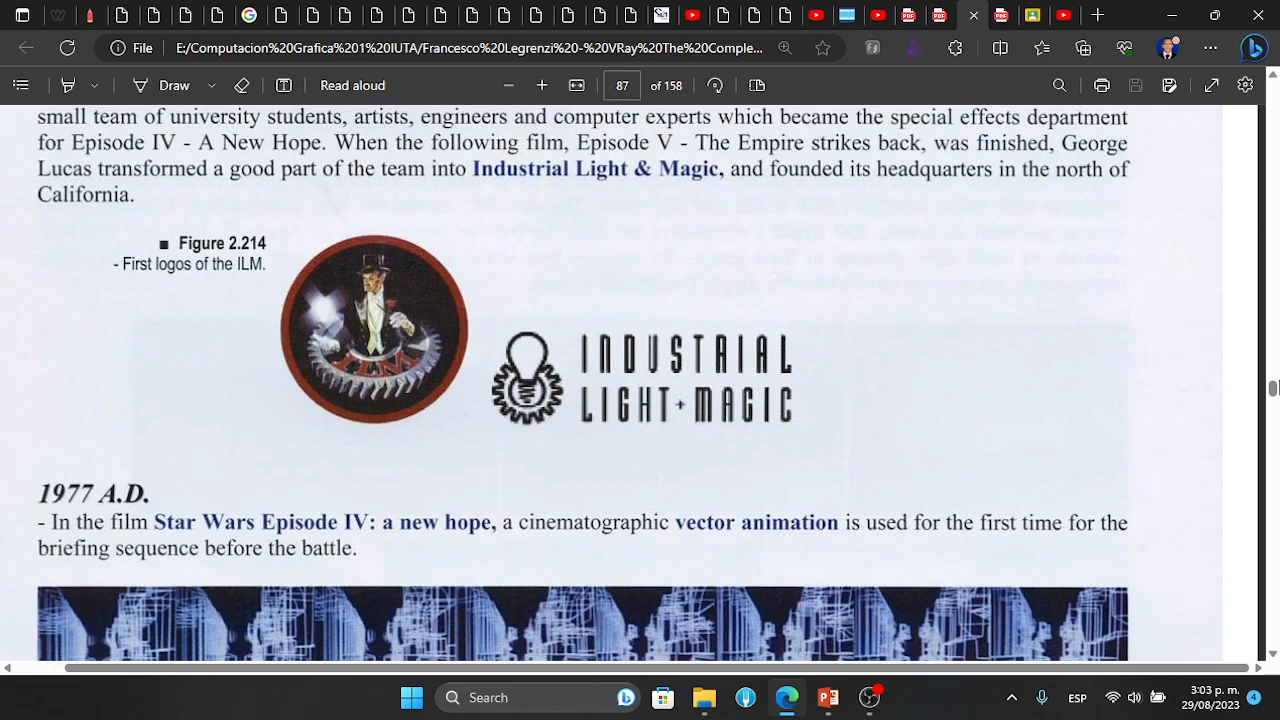 File
E:/Computacion%20Grafica%201%20IUTA/Francesco%20Legrenzi%20-%20VRay%20The%20Comple...
Draw
Read aloud
87
of 158
small team of university students, artists, engineers and computer experts which became the special effects department
for Episode IV - A New Hope. When the following film, Episode V - The Empire strikes back, was finished, George
Lucas transformed a good part of the team into Industrial Light & Magic, and founded its headquarters in the north of
California.
■ Figure 2.214
- First logos of the ILM.
ILM
INDUSTRIAL
LIGHT + MAGIC
1977 A.D.
- In the film Star Wars Episode IV: a new hope, a cinematographic vector animation is used for the first time for the
briefing sequence before the battle.
Search
ESP
3:03 p. m.
29/08/2023
4